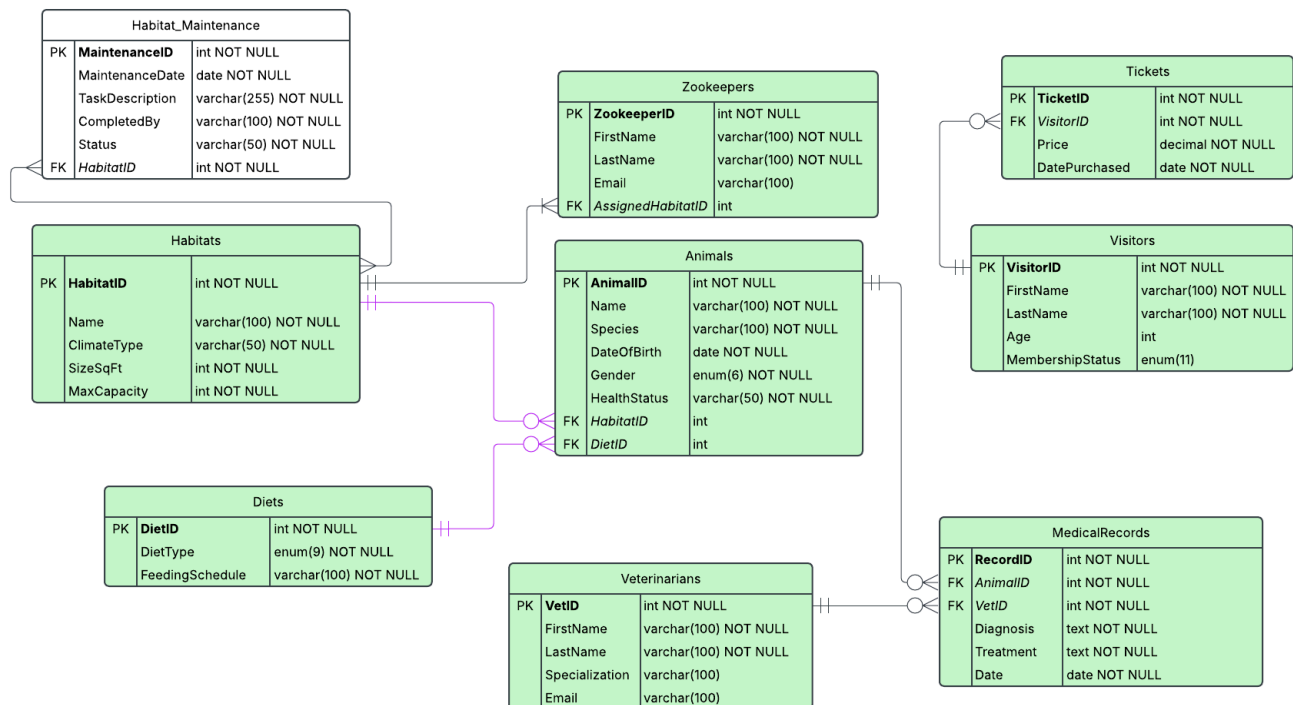 Habitat_Maintenance
PK MaintenanceID int NOT NULL
MaintenanceDate date NOT NULL
TaskDescription varchar(255) NOT NULL
CompletedBy varchar(100) NOT NULL
Status varchar(50) NOT NULL
FK HabitatID int NOT NULL
Zookeepers
PK ZookeeperID int NOT NULL
FirstName varchar(100) NOT NULL
LastName varchar(100) NOT NULL
Email varchar(100)
FK AssignedHabitatID int
Tickets
PK TicketID int NOT NULL
FK VisitorID int NOT NULL
Price decimal NOT NULL
DatePurchased date NOT NULL
Habitats
PK HabitatID int NOT NULL
Name varchar(100) NOT NULL
ClimateType varchar(50) NOT NULL
SizeSqFt int NOT NULL
MaxCapacity int NOT NULL
Animals
PK AnimalID int NOT NULL
Name varchar(100) NOT NULL
Species varchar(100) NOT NULL
DateOfBirth date NOT NULL
Gender enum(6) NOT NULL
HealthStatus varchar(50) NOT NULL
FK HabitatID int
FK DietID int
Visitors
PK VisitorID int NOT NULL
FirstName varchar(100) NOT NULL
LastName varchar(100) NOT NULL
Age int
MembershipStatus enum(11)
Diets
PK DietID int NOT NULL
DietType enum(9) NOT NULL
FeedingSchedule varchar(100) NOT NULL
Veterinarians
PK VetID int NOT NULL
FirstName varchar(100) NOT NULL
LastName varchar(100) NOT NULL
Specialization varchar(100)
Email varchar(100)
MedicalRecords
PK RecordID int NOT NULL
FK AnimalID int NOT NULL
FK VetID int NOT NULL
Diagnosis text NOT NULL
Treatment text NOT NULL
Date date NOT NULL